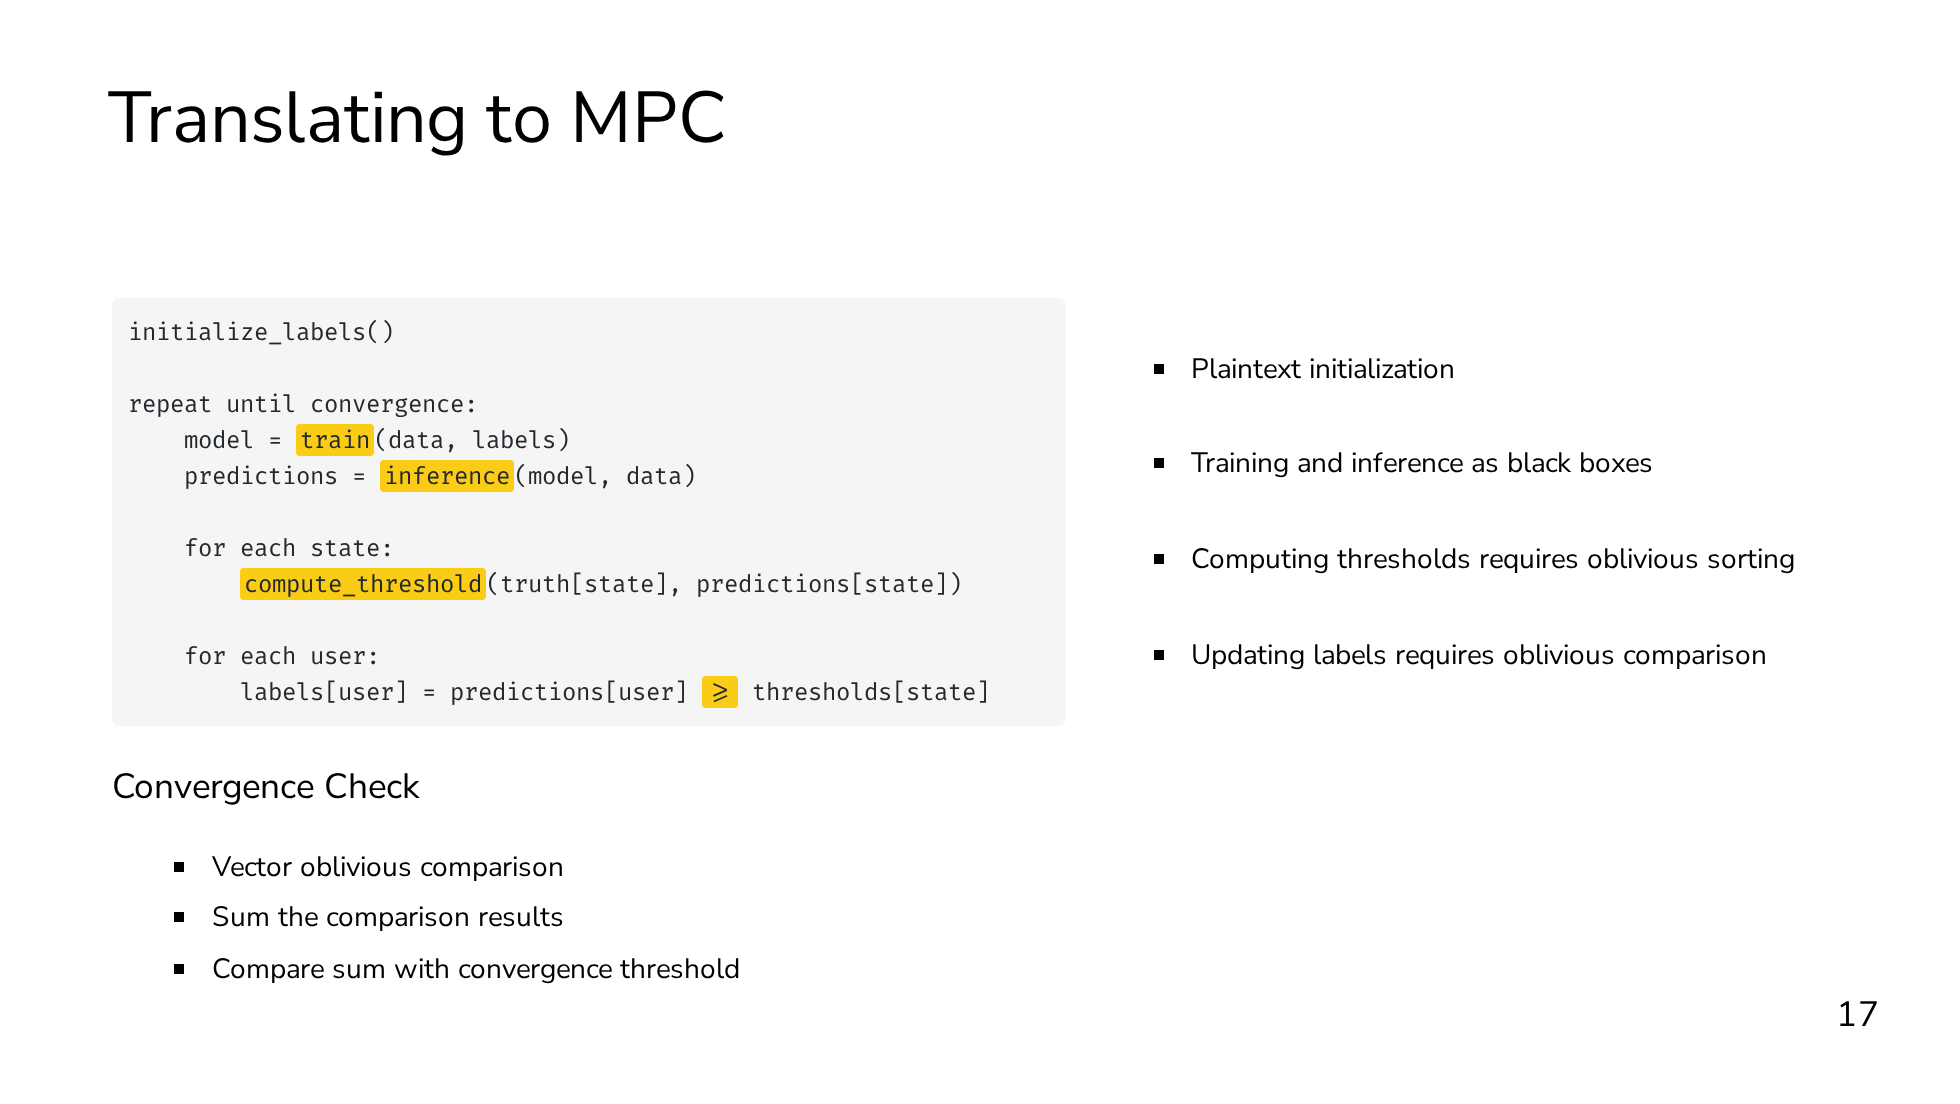 Translating to MPC
initialize_labels()
repeat until convergence:
    model = train(data, labels)
    predictions = inference(model, data)
    for each state:
        compute_threshold(truth[state], predictions[state])
    for each user:
        labels[user] = predictions[user] ⩾ thresholds[state]
▪ Plaintext initialization
▪ Training and inference as black boxes
▪ Computing thresholds requires oblivious sorting
▪ Updating labels requires oblivious comparison
Convergence Check
▪ Vector oblivious comparison
▪ Sum the comparison results
▪ Compare sum with convergence threshold
17